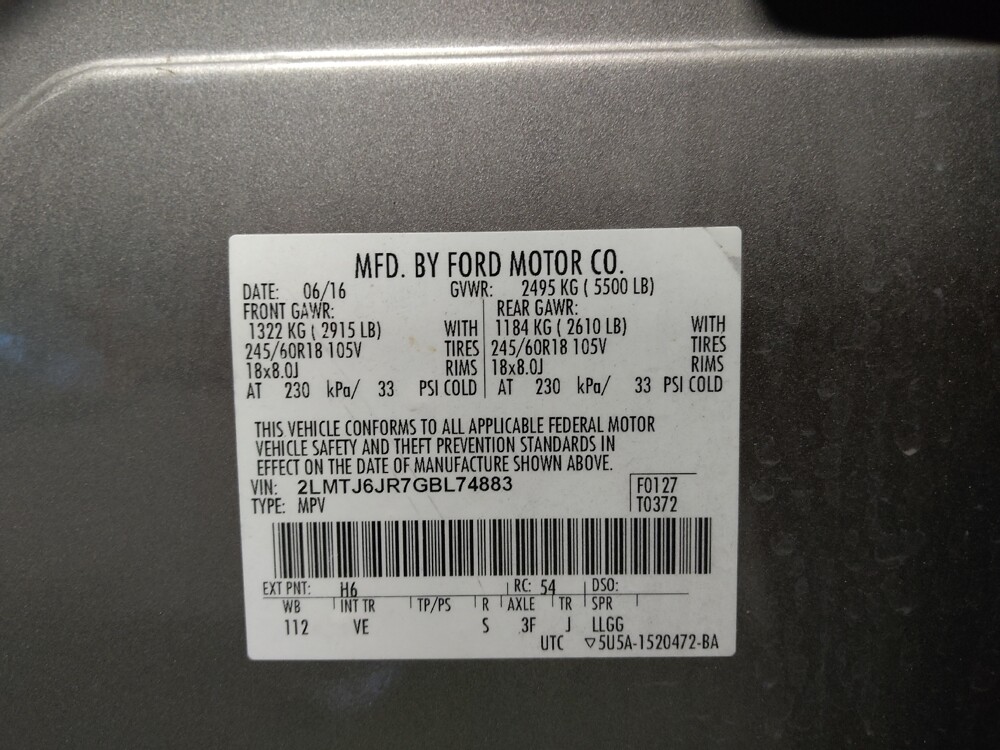 MFD. BY FORD MOTOR CO.
DATE: 06/16 GVWR: 2495 KG ( 5500 LB)
FRONT GAWR: REAR GAWR:
1322 KG ( 2915 LB) WITH 1184 KG ( 2610 LB) WITH
245/60R18 105V TIRES 245/60R18 105V TIRES
18x8.0J RIMS 18x8.0J RIMS
AT 230 kPa/ 33 PSI COLD AT 230 kPa/ 33 PSI COLD
THIS VEHICLE CONFORMS TO ALL APPLICABLE FEDERAL MOTOR
VEHICLE SAFETY AND THEFT PREVENTION STANDARDS IN
EFFECT ON THE DATE OF MANUFACTURE SHOWN ABOVE.
VIN: 2LMTJ6JR7GBL74883 F0127
TYPE: MPV T0372
EXT PNT: H6 RC: 54 DSO:
WB INT TR TP/PS R AXLE TR SPR
112 VE S 3F J LLGG
UTC ▽5U5A-1520472-BA